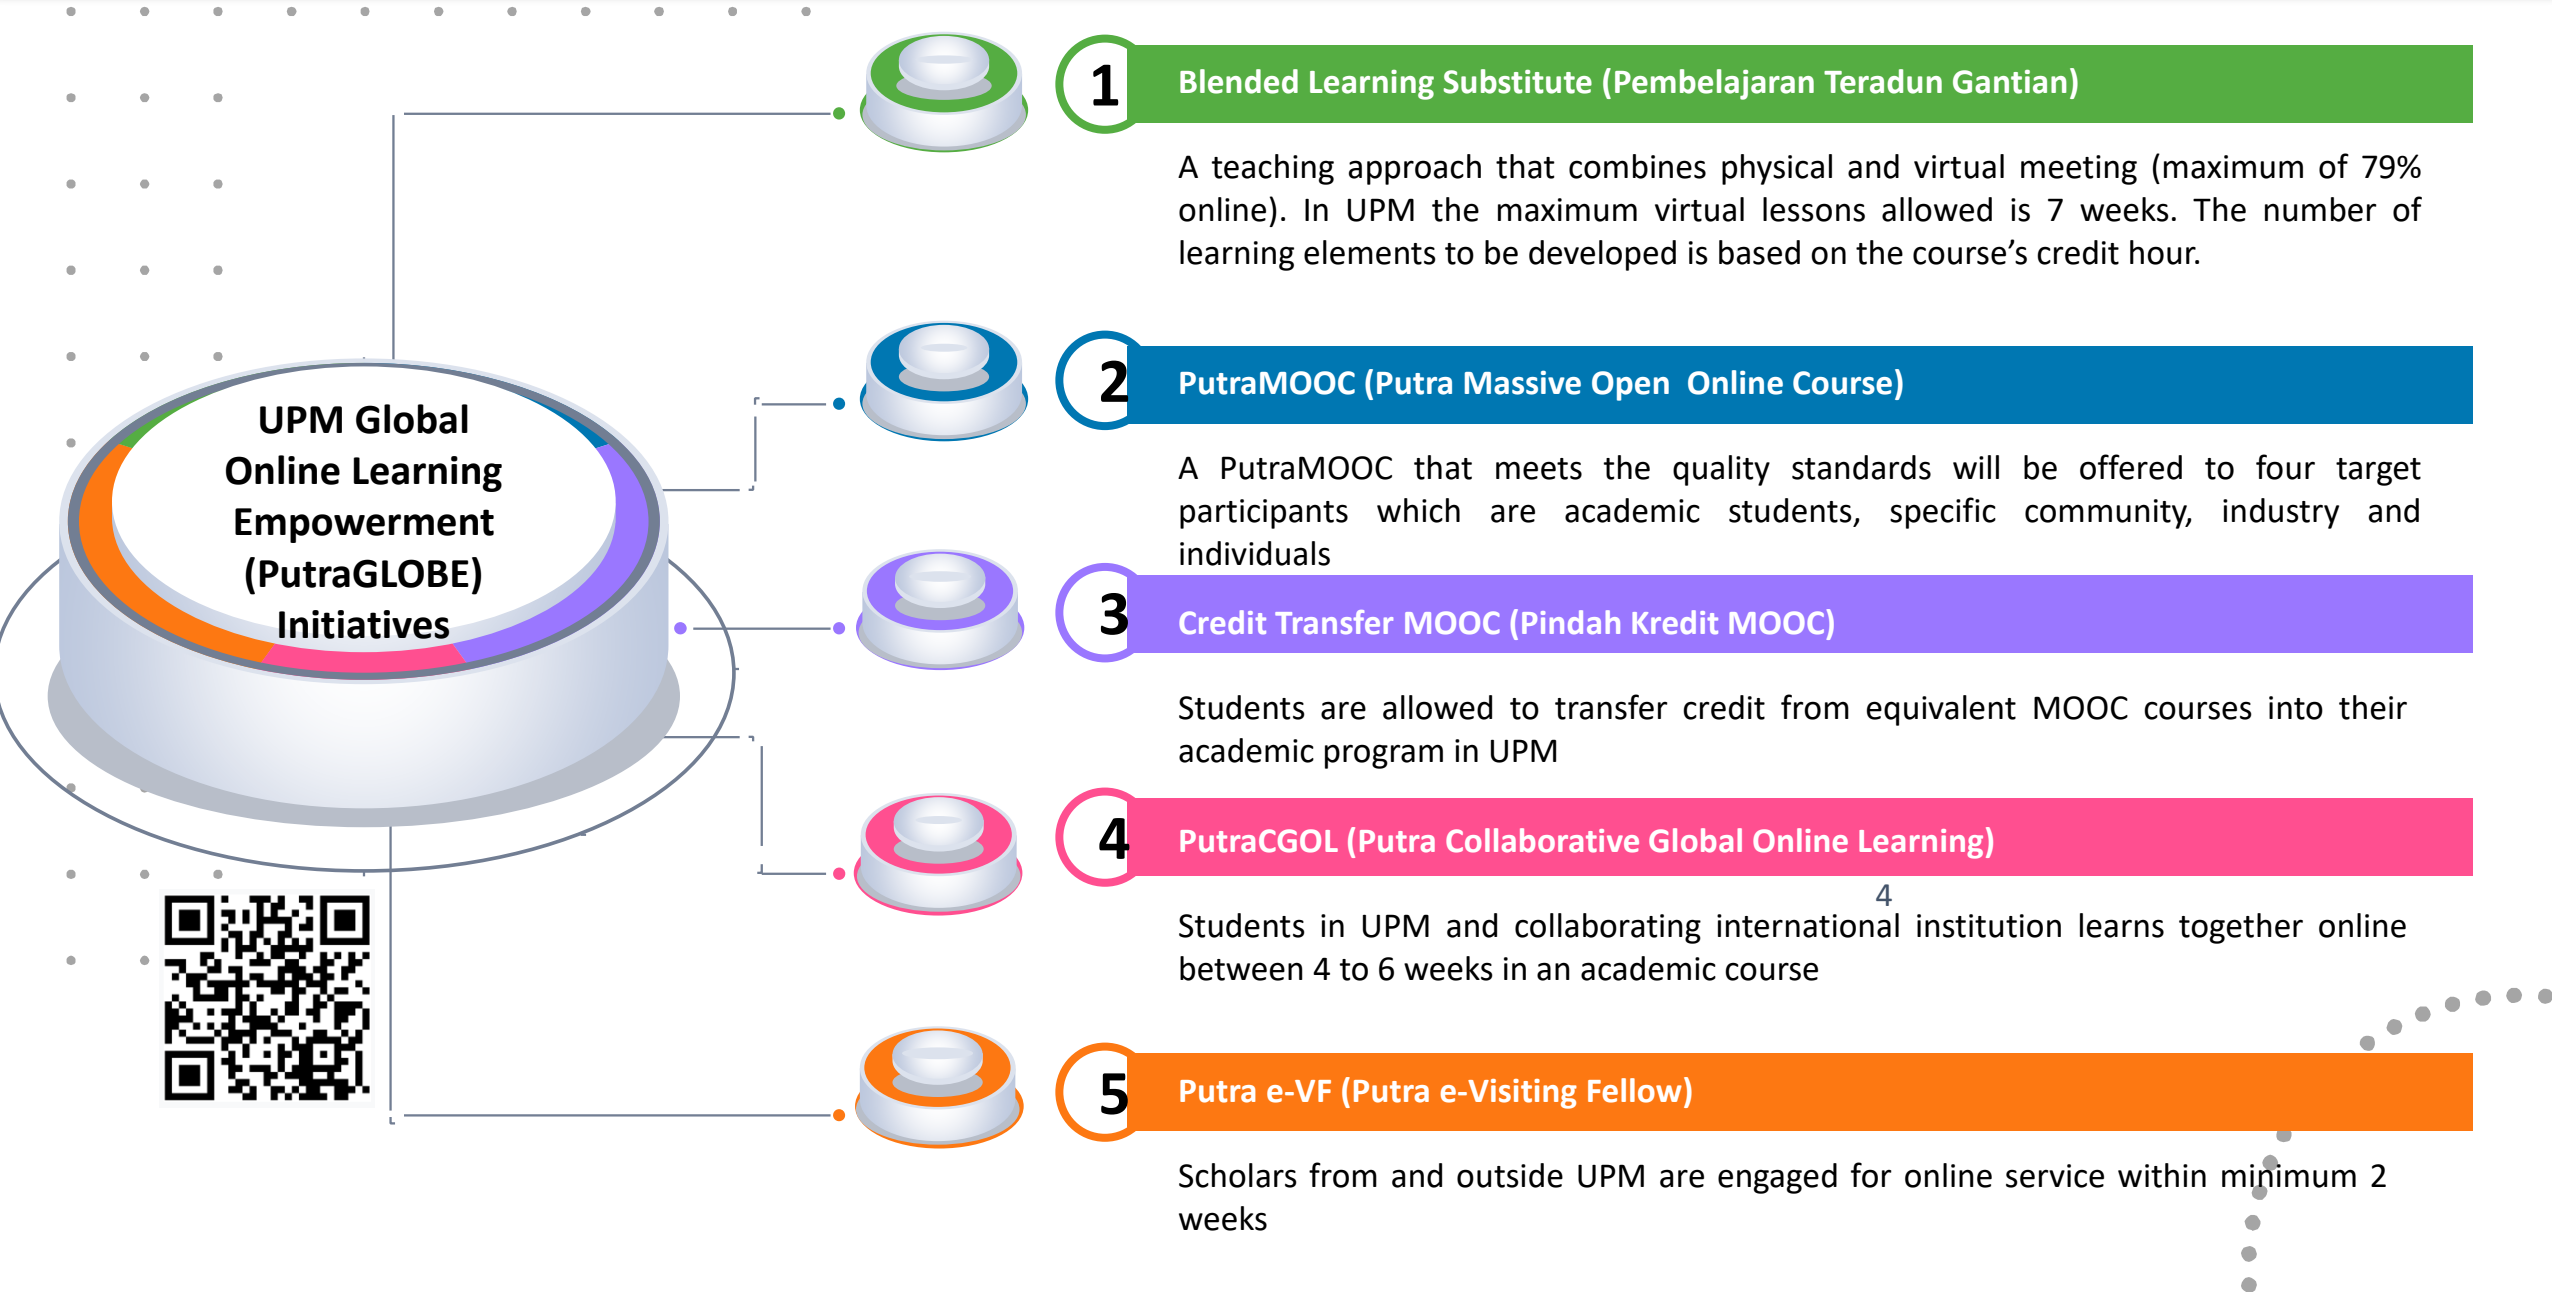 UPM Global
Online Learning
Empowerment
(PutraGLOBE)
Initiatives
1
Blended Learning Substitute (Pembelajaran Teradun Gantian)
A teaching approach that combines physical and virtual meeting (maximum of 79%
online). In UPM the maximum virtual lessons allowed is 7 weeks. The number of
learning elements to be developed is based on the course’s credit hour.
2
PutraMOOC (Putra Massive Open Online Course)
A PutraMOOC that meets the quality standards will be offered to four target
participants which are academic students, specific community, industry and
individuals
3
Credit Transfer MOOC (Pindah Kredit MOOC)
Students are allowed to transfer credit from equivalent MOOC courses into their
academic program in UPM
4
PutraCGOL (Putra Collaborative Global Online Learning)
4
Students in UPM and collaborating international institution learns together online
between 4 to 6 weeks in an academic course
5
Putra e-VF (Putra e-Visiting Fellow)
Scholars from and outside UPM are engaged for online service within minimum 2
weeks